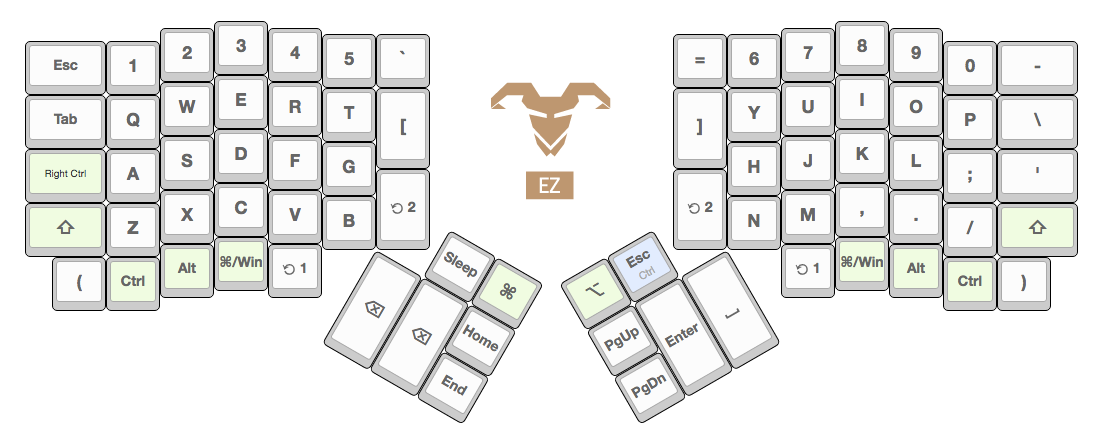 Esc 1 2 3 4 5 `
Tab Q W E R T [
Right Ctrl A S D F G
⇧ Z X C V B ⟲ 2
( Ctrl Alt ⌘/Win ⟲ 1
Sleep ⌘
⌫ ⌫ Home
End
EZ
= 6 7 8 9 0 -
] Y U I O P \
H J K L ; '
⟲ 2 N M , . / ⇧
⟲ 1 ⌘/Win Alt Ctrl )
⌥ Esc
Ctrl
PgUp Enter ⎵
PgDn